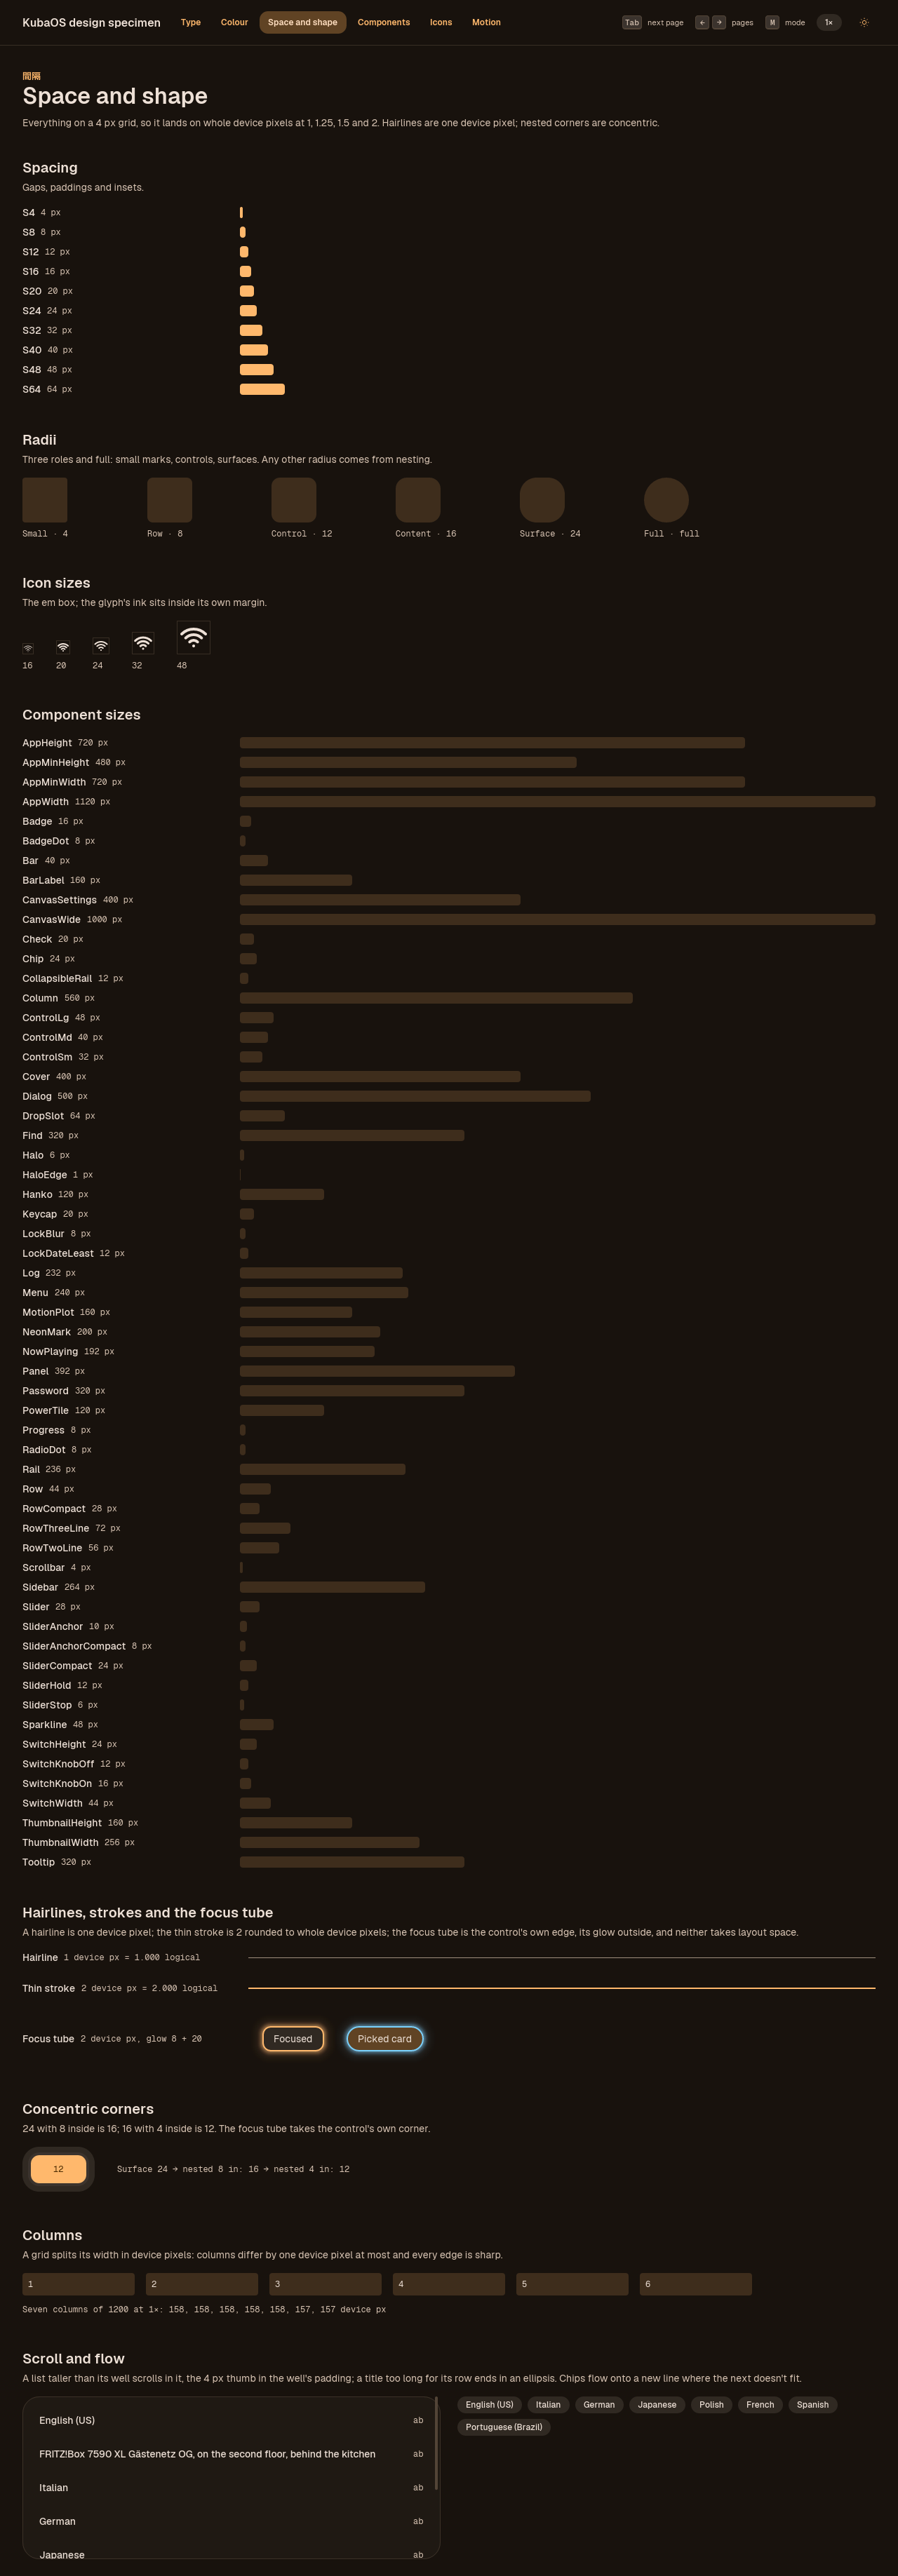 KubaOS design specimen Type Colour Space and shape Components Icons Motion Tab next page ← → pages M mode 1×
間隔
Space and shape
Everything on a 4 px grid, so it lands on whole device pixels at 1, 1.25, 1.5 and 2. Hairlines are one device pixel; nested corners are concentric.
Spacing
Gaps, paddings and insets.
S4 4 px
S8 8 px
S12 12 px
S16 16 px
S20 20 px
S24 24 px
S32 32 px
S40 40 px
S48 48 px
S64 64 px
Radii
Three roles and full: small marks, controls, surfaces. Any other radius comes from nesting.
Small · 4 Row · 8 Control · 12 Content · 16 Surface · 24 Full · full
Icon sizes
The em box; the glyph's ink sits inside its own margin.
16 20 24 32 48
Component sizes
AppHeight 720 px
AppMinHeight 480 px
AppMinWidth 720 px
AppWidth 1120 px
Badge 16 px
BadgeDot 8 px
Bar 40 px
BarLabel 160 px
CanvasSettings 400 px
CanvasWide 1000 px
Check 20 px
Chip 24 px
CollapsibleRail 12 px
Column 560 px
ControlLg 48 px
ControlMd 40 px
ControlSm 32 px
Cover 400 px
Dialog 500 px
DropSlot 64 px
Find 320 px
Halo 6 px
HaloEdge 1 px
Hanko 120 px
Keycap 20 px
LockBlur 8 px
LockDateLeast 12 px
Log 232 px
Menu 240 px
MotionPlot 160 px
NeonMark 200 px
NowPlaying 192 px
Panel 392 px
Password 320 px
PowerTile 120 px
Progress 8 px
RadioDot 8 px
Rail 236 px
Row 44 px
RowCompact 28 px
RowThreeLine 72 px
RowTwoLine 56 px
Scrollbar 4 px
Sidebar 264 px
Slider 28 px
SliderAnchor 10 px
SliderAnchorCompact 8 px
SliderCompact 24 px
SliderHold 12 px
SliderStop 6 px
Sparkline 48 px
SwitchHeight 24 px
SwitchKnobOff 12 px
SwitchKnobOn 16 px
SwitchWidth 44 px
ThumbnailHeight 160 px
ThumbnailWidth 256 px
Tooltip 320 px
Hairlines, strokes and the focus tube
A hairline is one device pixel; the thin stroke is 2 rounded to whole device pixels; the focus tube is the control's own edge, its glow outside, and neither takes layout space.
Hairline 1 device px = 1.000 logical
Thin stroke 2 device px = 2.000 logical
Focus tube 2 device px, glow 8 + 20 Focused Picked card
Concentric corners
24 with 8 inside is 16; 16 with 4 inside is 12. The focus tube takes the control's own corner.
12 Surface 24 → nested 8 in: 16 → nested 4 in: 12
Columns
A grid splits its width in device pixels: columns differ by one device pixel at most and every edge is sharp.
1 2 3 4 5 6
Seven columns of 1200 at 1×: 158, 158, 158, 158, 158, 157, 157 device px
Scroll and flow
A list taller than its well scrolls in it, the 4 px thumb in the well's padding; a title too long for its row ends in an ellipsis. Chips flow onto a new line where the next doesn't fit.
English (US) Italian German Japanese Polish French Spanish
Portuguese (Brazil)
English (US) ab
FRITZ!Box 7590 XL Gästenetz OG, on the second floor, behind the kitchen ab
Italian ab
German ab
Japanese ab